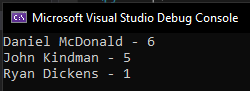 Microsoft Visual Studio Debug Console
Daniel McDonald - 6
John Kindman - 5
Ryan Dickens - 1